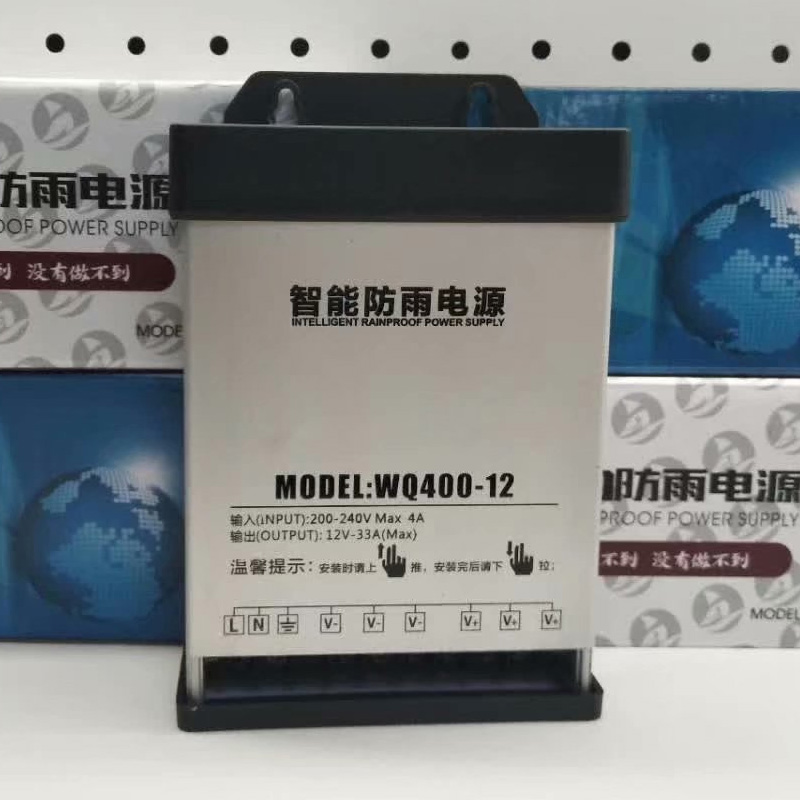 防雨电源
OOF POWER SUPPLY
没有做不到
MODE
智能防雨电源
INTELLIGENT RAINPROOF POWER SUPPLY
MODEL:WQ400-12
输入(INPUT):200-240V Max 4A
输出(OUTPUT): 12V-33A(Max)
温馨提示：安装时请上推，安装完后请下拉；
L N V- V- V- V+ V+ V+
防雨电源
PROOF POWER SUPPLY
不到 没有做不到
MODEL